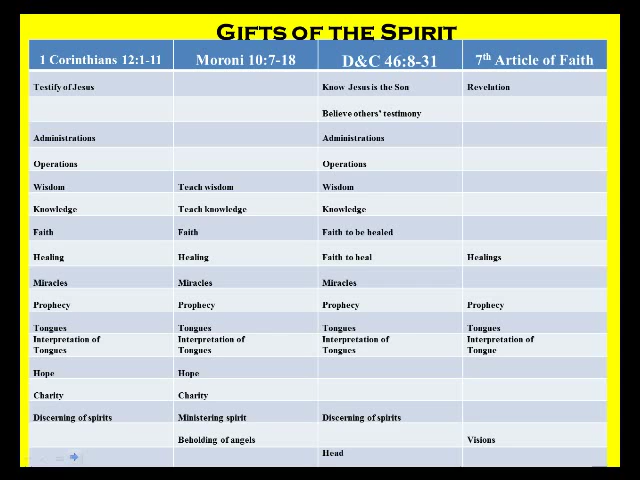 Gifts of the Spirit
1 Corinthians 12:1-11 Moroni 10:7-18 D&C 46:8-31 7th Article of Faith
Testify of Jesus Know Jesus is the Son Revelation
Believe others' testimony
Administrations Administrations
Operations Operations
Wisdom Teach wisdom Wisdom
Knowledge Teach knowledge Knowledge
Faith Faith Faith to be healed
Healing Healing Faith to heal Healings
Miracles Miracles Miracles
Prophecy Prophecy Prophecy Prophecy
Tongues Tongues Tongues Tongues
Interpretation of Interpretation of Interpretation of Interpretation of
Tongues Tongues Tongues Tongue
Hope Hope
Charity Charity
Discerning of spirits Ministering spirit Discerning of spirits
Beholding of angels Visions
Head